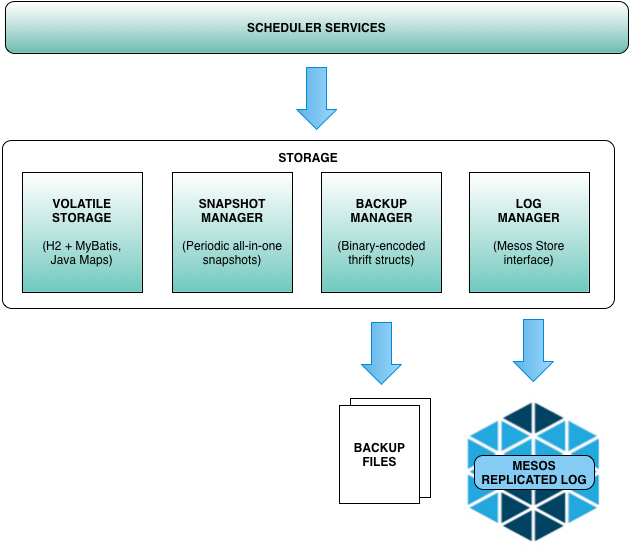 SCHEDULER SERVICES
STORAGE
VOLATILE
STORAGE
(H2 + MyBatis,
Java Maps)
SNAPSHOT
MANAGER
(Periodic all-in-one
snapshots)
BACKUP
MANAGER
(Binary-encoded
thrift structs)
LOG
MANAGER
(Mesos Store
interface)
BACKUP
FILES
MESOS
REPLICATED LOG